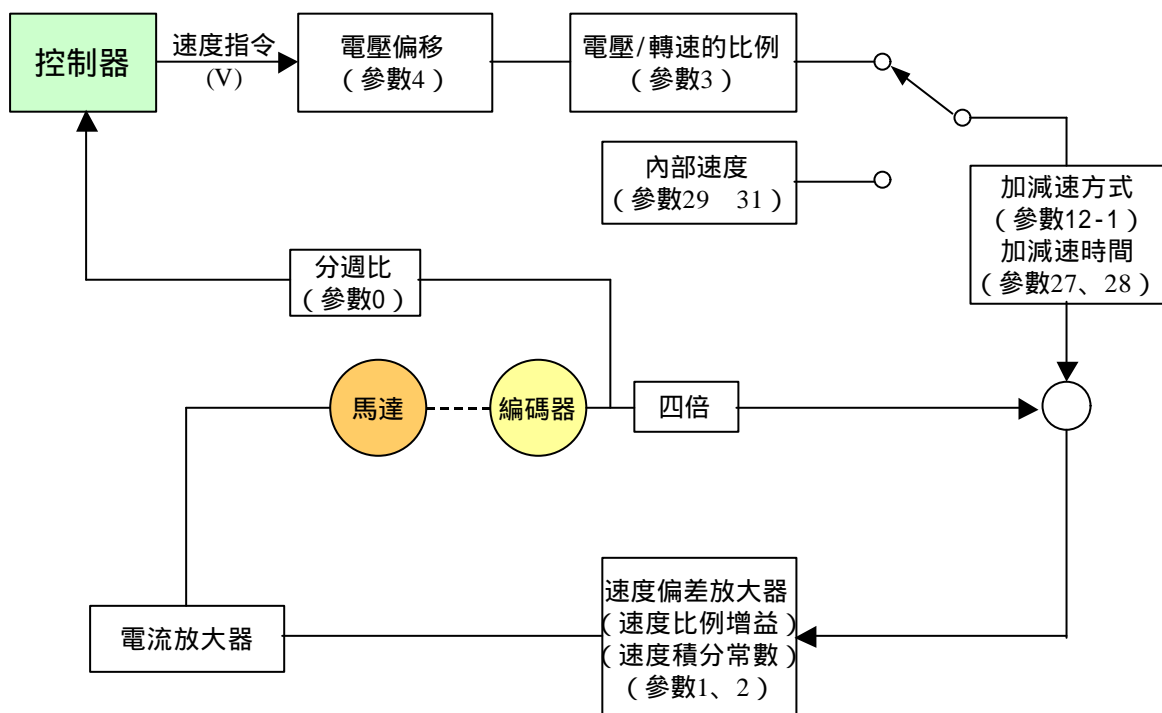 控制器
速度指令
(V)
電壓偏移
（參數4）
電壓/轉速的比例
（參數3）
內部速度
（參數29　31）
加減速方式
（參數12-1）
加減速時間
（參數27、28）
分週比
（參數0）
馬達
編碼器
四倍
電流放大器
速度偏差放大器
（速度比例增益）
（速度積分常數）
（參數1、2）